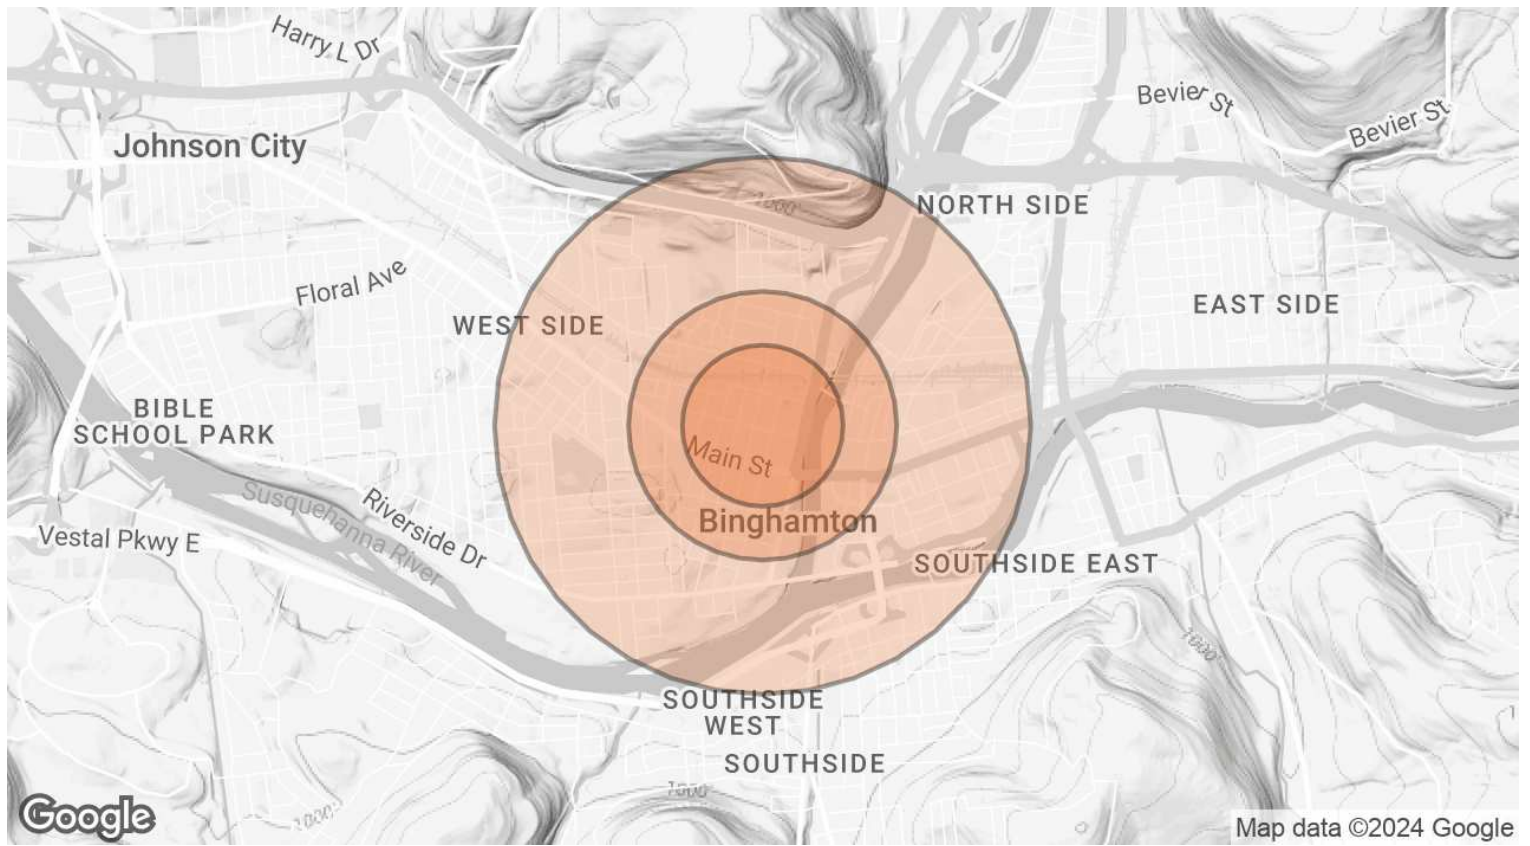 Harry L Dr
Bevier St
Bevier St
Johnson City
1000'
NORTH SIDE
Floral Ave
EAST SIDE
WEST SIDE
BIBLE
SCHOOL PARK
Main St
Susquehanna River
Riverside Dr
Binghamton
Vestal Pkwy E
SOUTHSIDE EAST
1000'
SOUTHSIDE
WEST
SOUTHSIDE
1000'
1000'
Google
Map data ©2024 Google